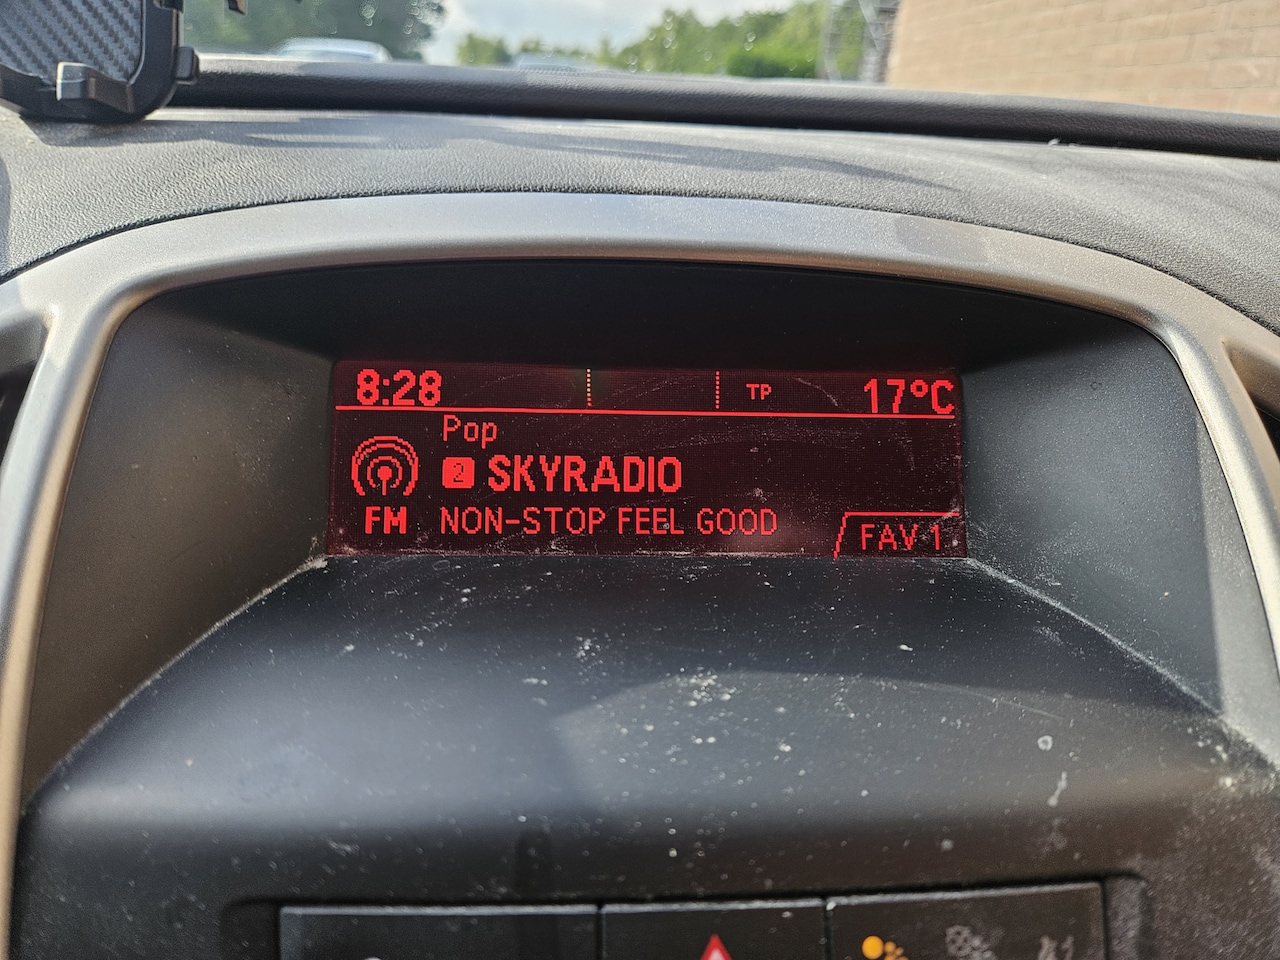 8:28 TP 17°C
Pop
2 SKYRADIO
FM NON-STOP FEEL GOOD
FAV 1